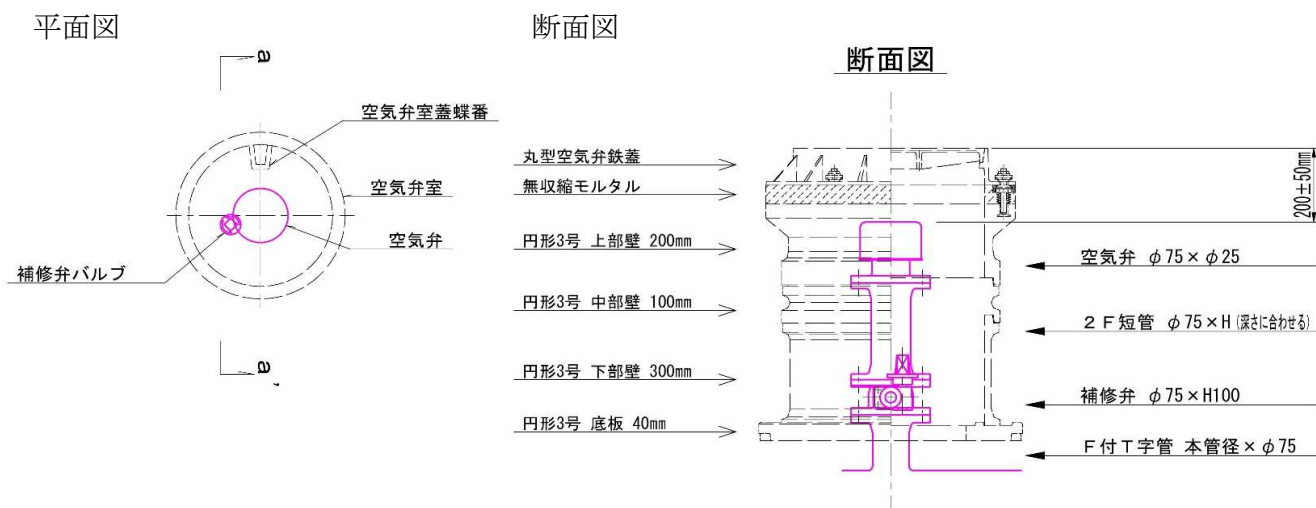 平面図
断面図
断面図
a
空気弁室蓋蝶番
空気弁室
空気弁
補修弁バルブ
a'
丸型空気弁鉄蓋
無収縮モルタル
円形3号 上部壁 200mm
円形3号 中部壁 100mm
円形3号 下部壁 300mm
円形3号 底板 40mm
200±50mm
空気弁 φ75×φ25
2F短管 φ75×H (深さに合わせる)
補修弁 φ75×H100
F付T字管 本管径×φ75